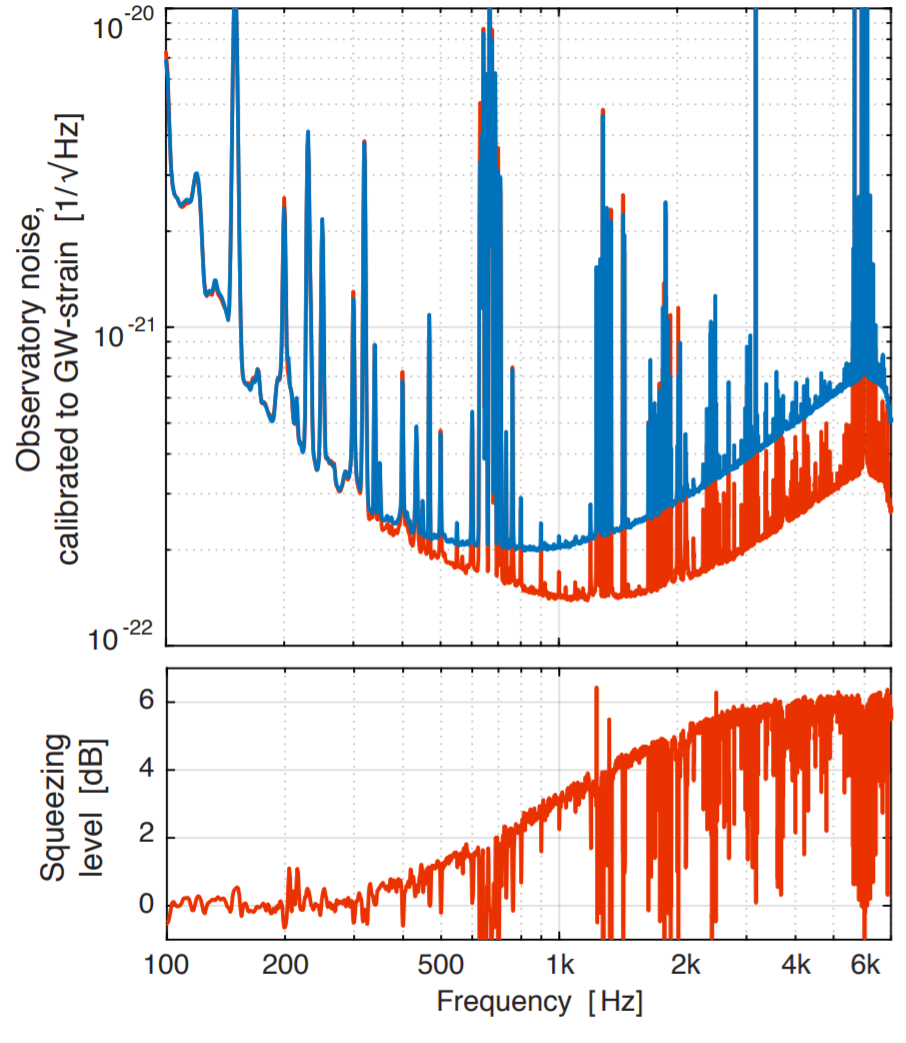 10-20
Observatory noise,
calibrated to GW-strain [1/√Hz]
10-21
10-22
Squeezing
level [dB]
6
4
2
0
100 200 500 1k 2k 4k 6k
Frequency [Hz]